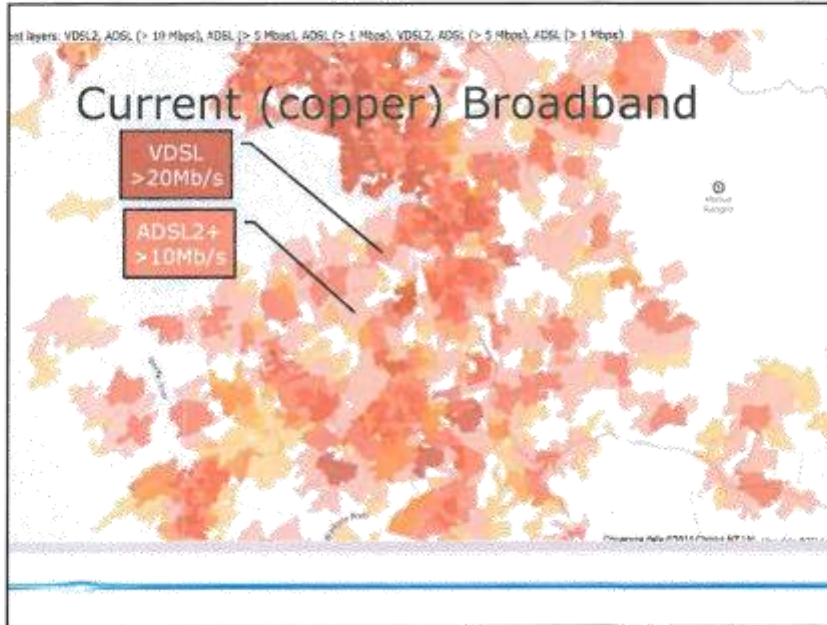 layers: VDSL2, ADSL (> 10 Mbps), ADSL (> 5 Mbps), ADSL (> 1 Mbps), VDSL2, ADSL (> 5 Mbps), ADSL (> 1 Mbps)
Current (copper) Broadband
VDSL
>20Mb/s
ADSL2+
>10Mb/s